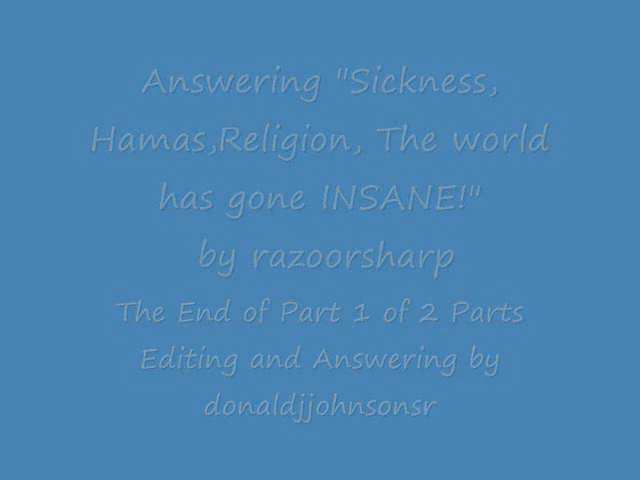 Answering "Sickness,
Hamas,Religion, The world
has gone INSANE!"
by razoorsharp
The End of Part 1 of 2 Parts
Editing and Answering by
donaldjjohnsonsr